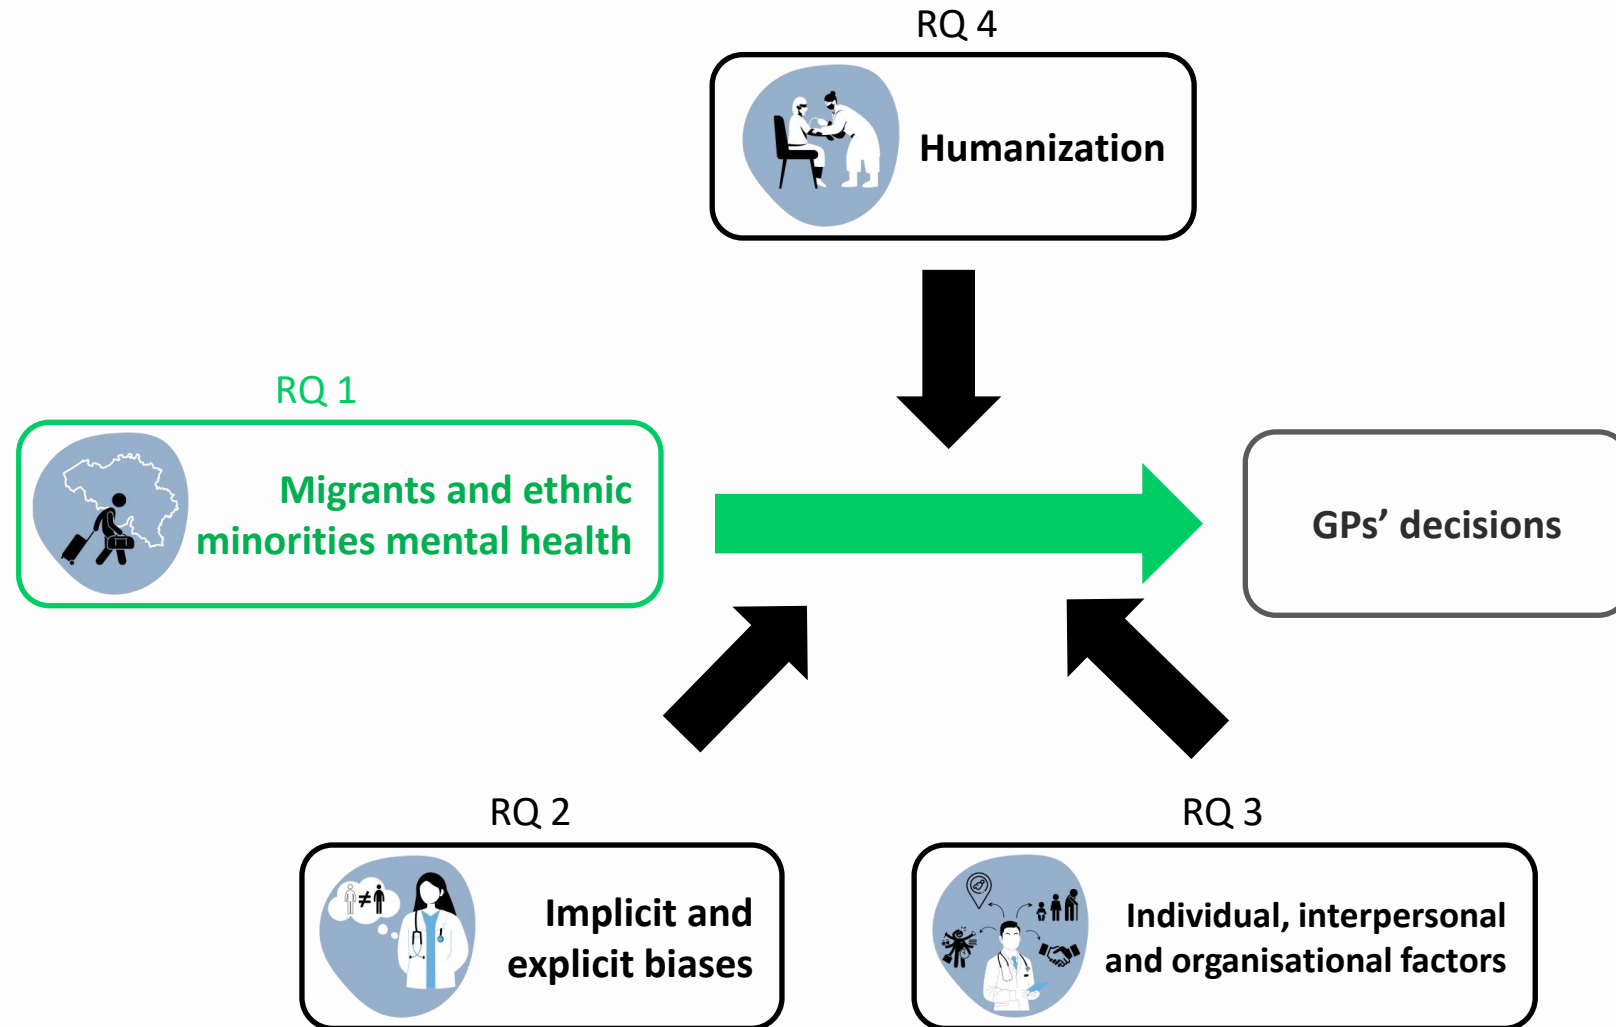 RQ 4
Humanization
RQ 1
Migrants and ethnic
minorities mental health
GPs’ decisions
RQ 2
Implicit and
explicit biases
RQ 3
Individual, interpersonal
and organisational factors